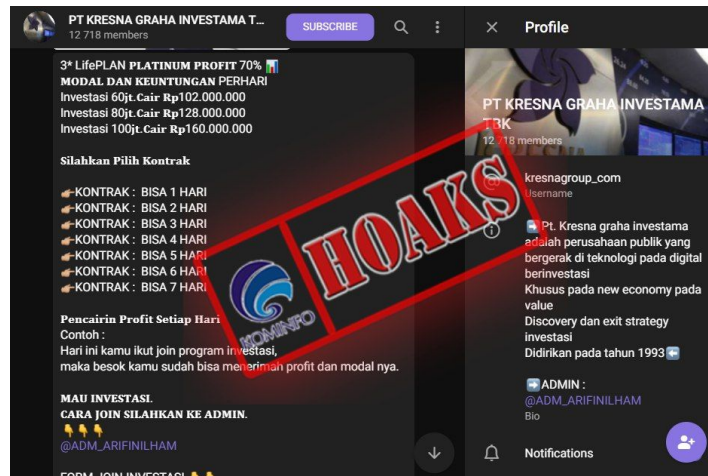 PT KRESNA GRAHA INVESTAMA T...
12 718 members
SUBSCRIBE
3* LifePLAN PLATINUM PROFIT 70% 📊
MODAL DAN KEUNTUNGAN PERHARI
Investasi 60jt.Cair Rp102.000.000
Investasi 80jt.Cair Rp128.000.000
Investasi 100jt.Cair Rp160.000.000
Silahkan Pilih Kontrak
👉KONTRAK : BISA 1 HARI
👉KONTRAK : BISA 2 HARI
👉KONTRAK : BISA 3 HARI
👉KONTRAK : BISA 4 HARI
👉KONTRAK : BISA 5 HARI
👉KONTRAK : BISA 6 HARI
👉KONTRAK : BISA 7 HARI
Pencairin Profit Setiap Hari
Contoh :
Hari ini kamu ikut join program investasi,
maka besok kamu sudah bisa menerimah profit dan modal nya.
MAU INVESTASI.
CARA JOIN SILAHKAN KE ADMIN.
👇👇👇
@ADM_ARIFINILHAM
FORM JOIN INVESTASI 👇👇
KOMINFO
HOAKS
Profile
PT KRESNA GRAHA INVESTAMA
TBK
12 718 members
kresnagroup_com
Username
➡️Pt. Kresna graha investama
adalah perusahaan publik yang
bergerak di teknologi pada digital
berinvestasi
Khusus pada new economy pada
value
Discovery dan exit strategy
investasi
Didirikan pada tahun 1993⬅️
➡️ADMIN :
@ADM_ARIFINILHAM
Bio
Notifications